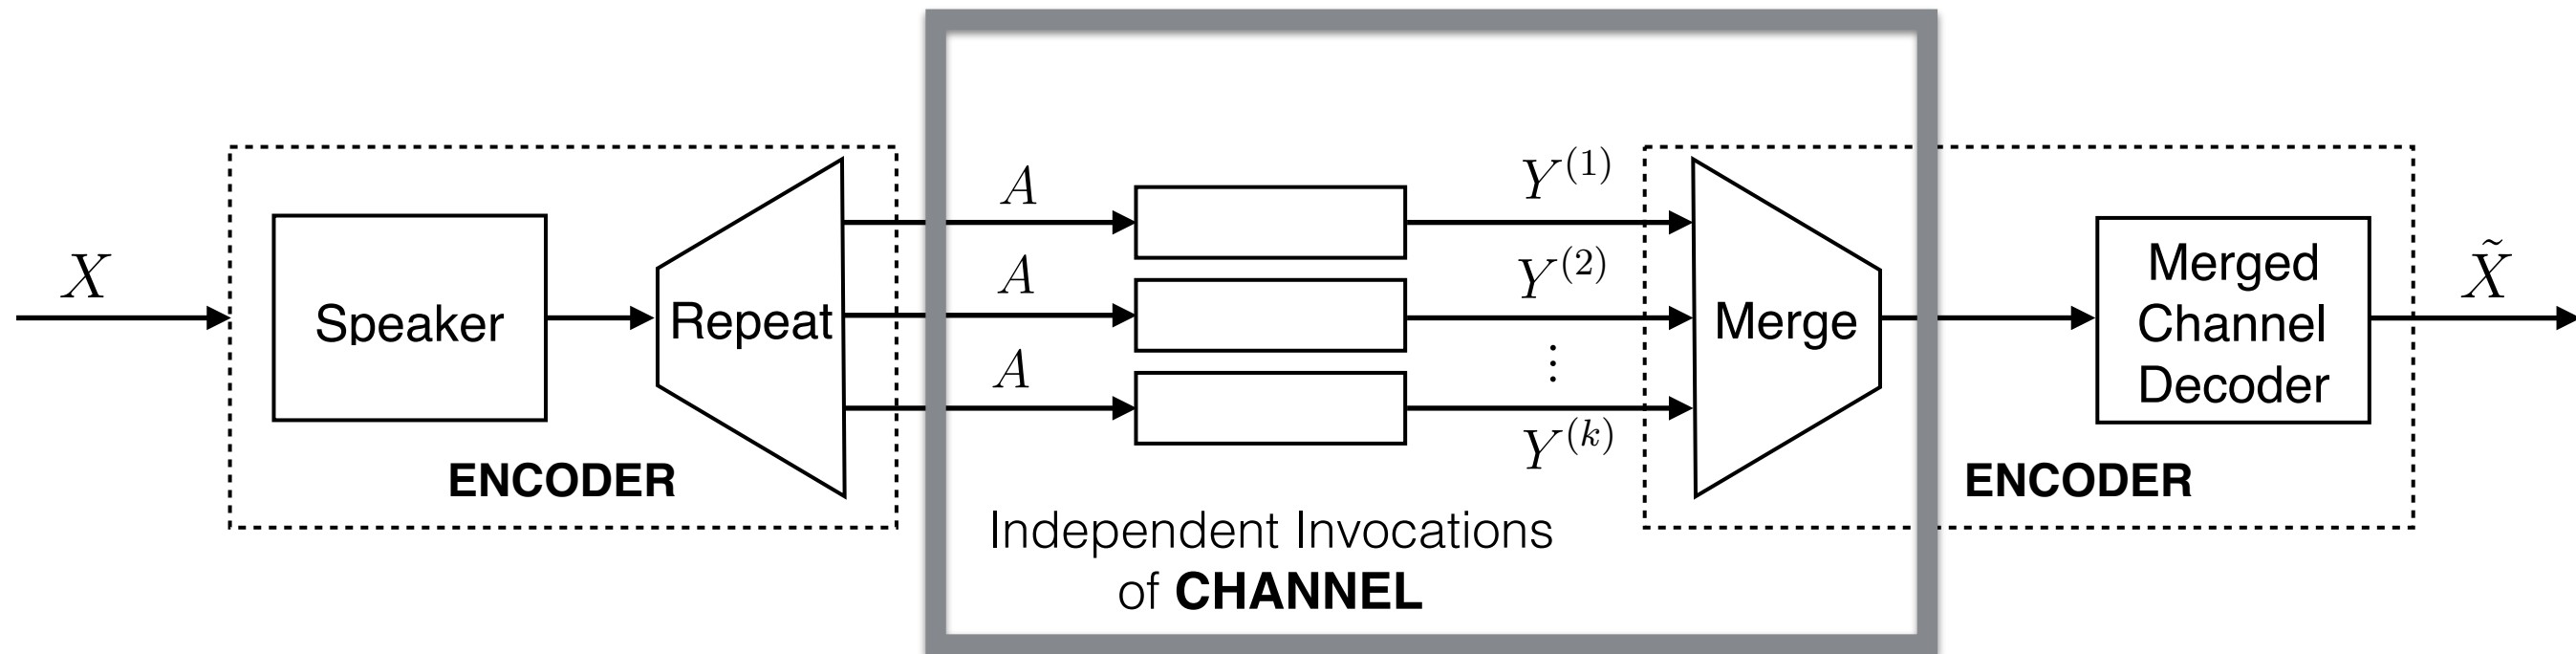 X
Speaker
Repeat
ENCODER
A
A
A
Y^{(1)}
Y^{(2)}
⋮
Y^{(k)}
Independent Invocations
of CHANNEL
Merge
Merged
Channel
Decoder
ENCODER
X̃